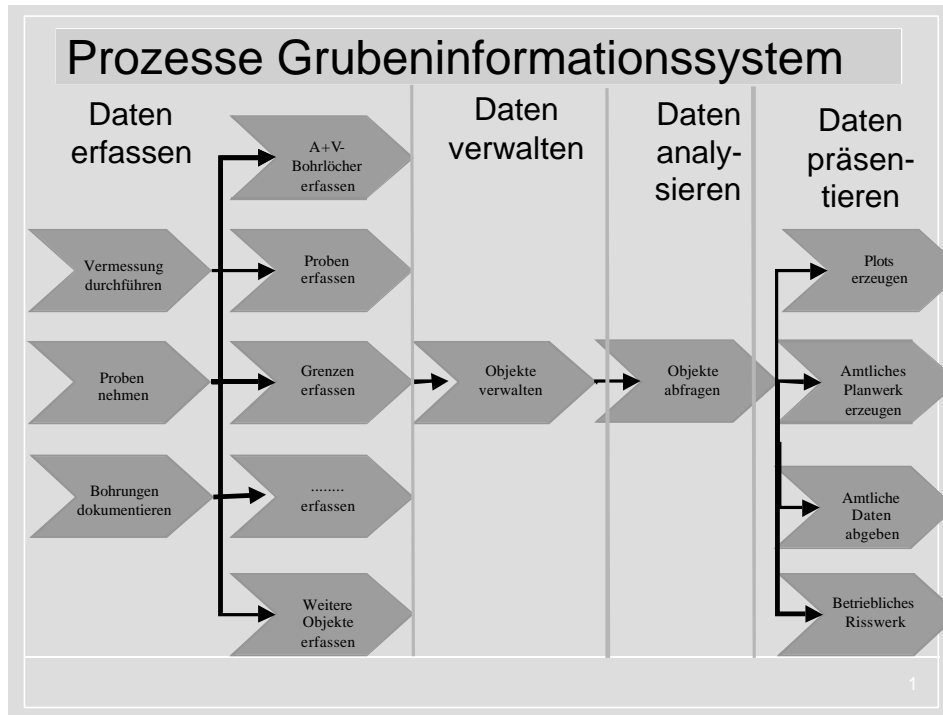 Prozesse Grubeninformationssystem
Daten
erfassen
Daten
verwalten
Daten
analy-
sieren
Daten
präsen-
tieren
Vermessung
durchführen
Proben
nehmen
Bohrungen
dokumentieren
A+V-
Bohrlöcher
erfassen
Proben
erfassen
Grenzen
erfassen
........
erfassen
Weitere
Objekte
erfassen
Objekte
verwalten
Objekte
abfragen
Plots
erzeugen
Amtliches
Planwerk
erzeugen
Amtliche
Daten
abgeben
Betriebliches
Risswerk
1